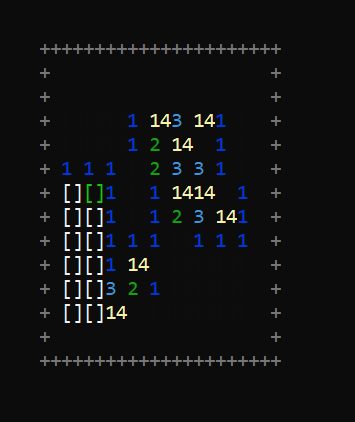 ++++++++++++++++++++++
+                    +
+                    +
+       1 143 141    +
+       1 2 14  1    +
+ 1 1 1   2 3 3 1    +
+ [][]1   1 1414  1  +
+ [][]1   1 2 3 141  +
+ [][]1 1 1   1 1 1  +
+ [][]1 14           +
+ [][]3 2 1          +
+ [][]14             +
+                    +
++++++++++++++++++++++